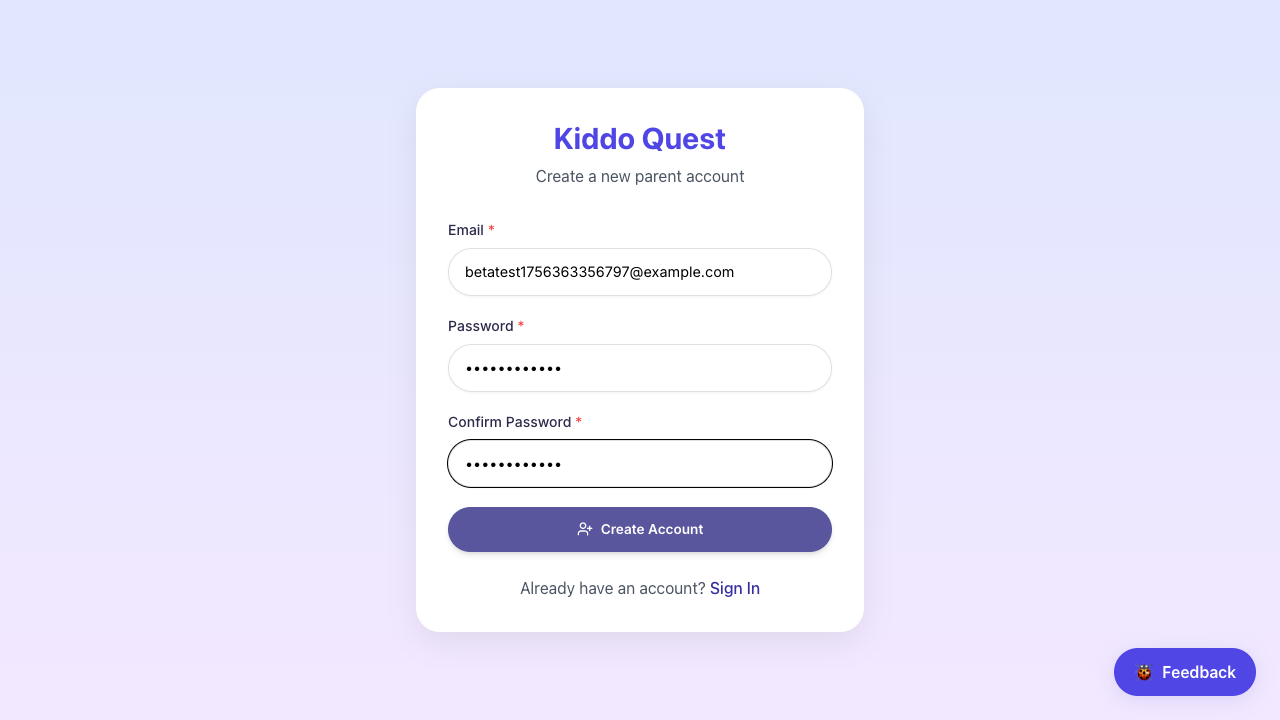 Kiddo Quest
Create a new parent account
Email *
betatest1756363356797@example.com
Password *
••••••••••••
Confirm Password *
••••••••••••
Create Account
Already have an account? Sign In
Feedback